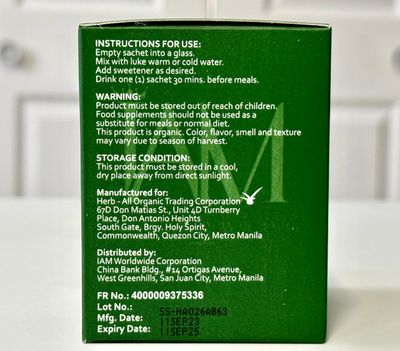 INSTRUCTIONS FOR USE:
Empty sachet into a glass.
Mix with luke warm or cold water.
Add sweetener as desired.
Drink one (1) sachet 30 mins. before meals.
WARNING:
Product must be stored out of reach of children.
Food supplements should not be used as a
substitute for meals or normal diet.
This product is organic. Color, flavor, smell and texture
may vary due to season of harvest.
STORAGE CONDITION:
This product must be stored in a cool,
dry place away from direct sunlight.
Manufactured for:
Herb - All Organic Trading Corporation
67D Don Matias St., Unit 4D Turnberry
Place, Don Antonio Heights
South Gate, Brgy. Holy Spirit,
Commonwealth, Quezon City, Metro Manila
Distributed by:
IAM Worldwide Corporation
China Bank Bldg., #14 Ortigas Avenue,
West Greenhills, San Juan City, Metro Manila
FR No.: 4000009375336
Lot No.: SS-HA026AB63
Mfg. Date: 11SEP23
Expiry Date: 11SEP25